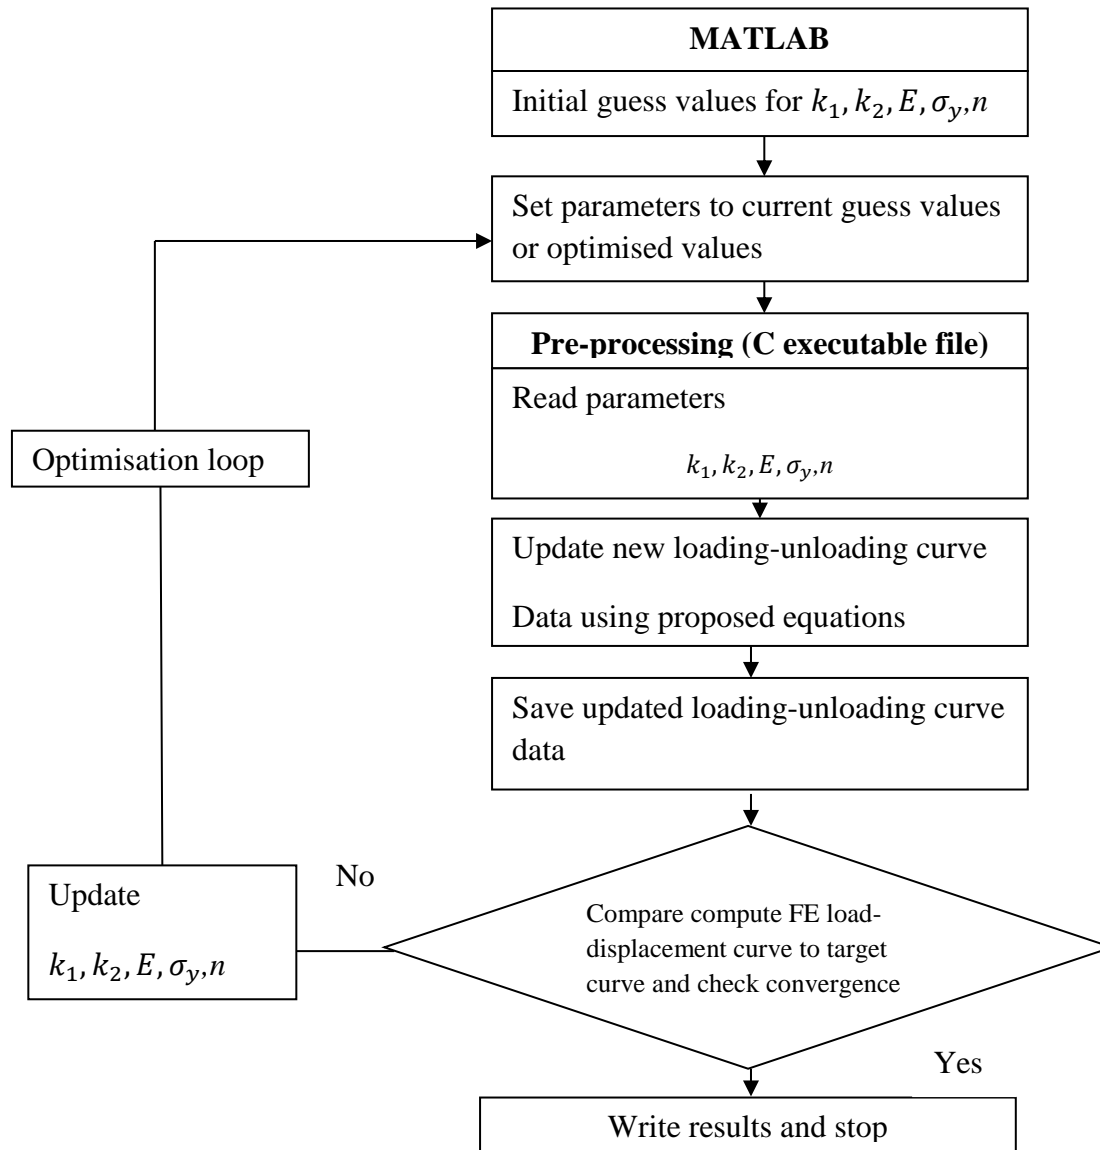 MATLAB
Initial guess values for k₁, k₂, E, σᵧ,n
Set parameters to current guess values
or optimised values
Pre-processing (C executable file)
Read parameters
k₁, k₂, E, σᵧ,n
Optimisation loop
Update new loading-unloading curve
Data using proposed equations
Save updated loading-unloading curve
data
No
Update
k₁, k₂, E, σᵧ,n
Compare compute FE load-
displacement curve to target
curve and check convergence
Yes
Write results and stop